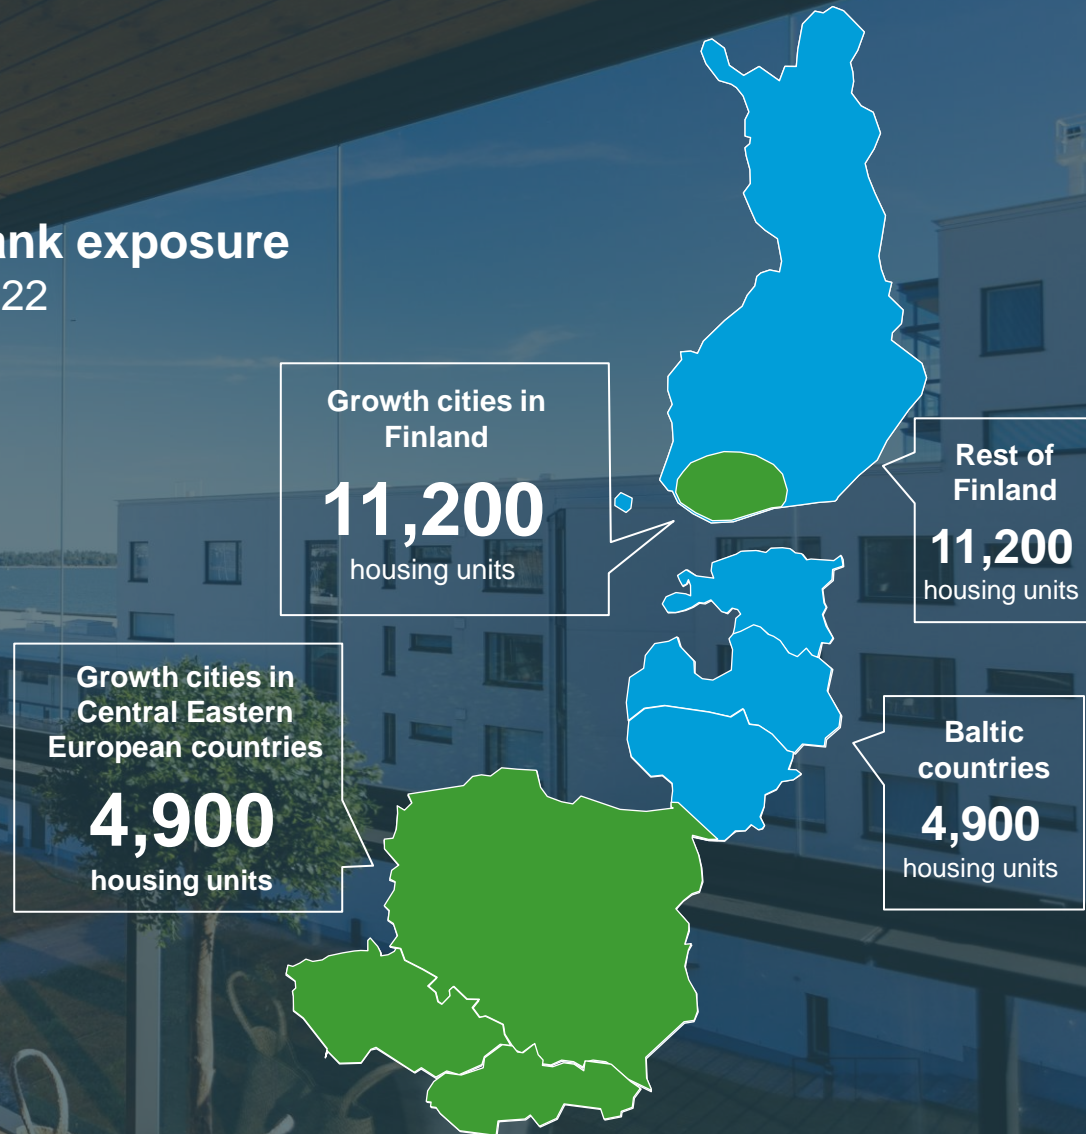 exposure
22
Growth cities in
Finland
11,200
housing units
Rest of
Finland
11,200
housing units
Growth cities in
Central Eastern
European countries
4,900
housing units
Baltic
countries
4,900
housing units